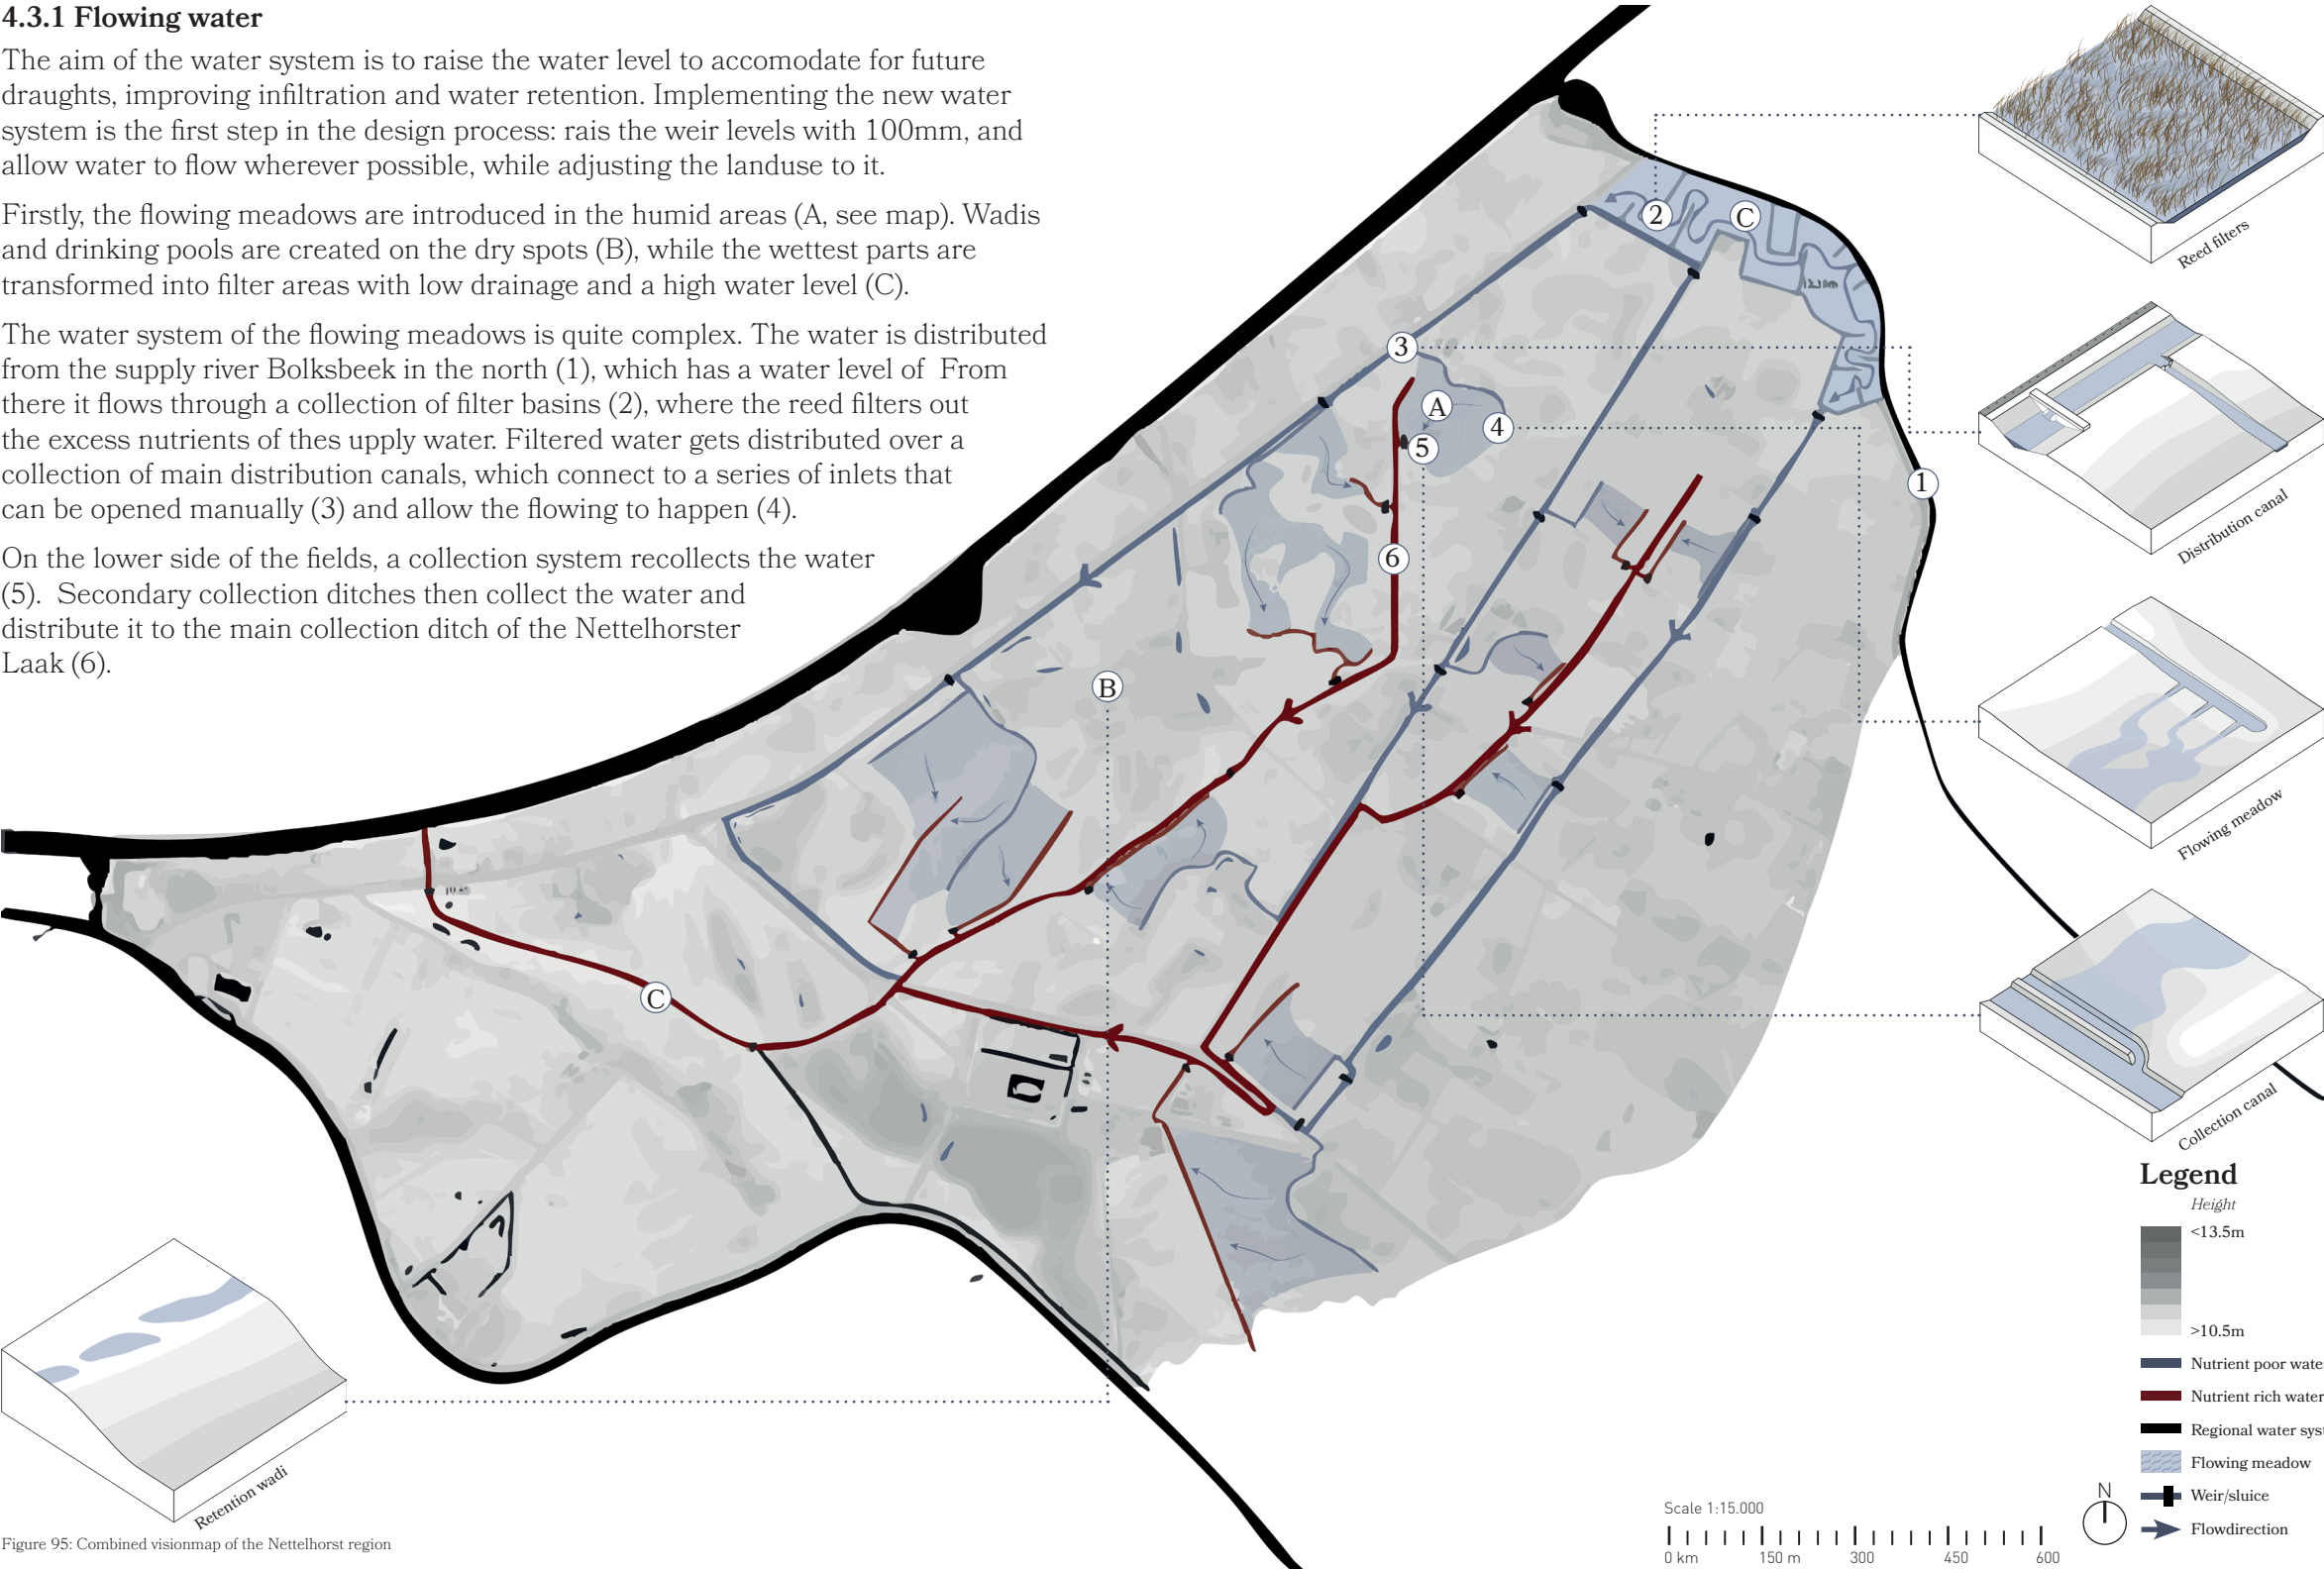 4.3.1 Flowing water
The aim of the water system is to raise the water level to accomodate for future
draughts, improving infiltration and water retention. Implementing the new water
system is the first step in the design process: rais the weir levels with 100mm, and
allow water to flow wherever possible, while adjusting the landuse to it.
Firstly, the flowing meadows are introduced in the humid areas (A, see map). Wadis
and drinking pools are created on the dry spots (B), while the wettest parts are
transformed into filter areas with low drainage and a high water level (C).
The water system of the flowing meadows is quite complex. The water is distributed
from the supply river Bolksbeek in the north (1), which has a water level of  From
there it flows through a collection of filter basins (2), where the reed filters out
the excess nutrients of thes upply water. Filtered water gets distributed over a
collection of main distribution canals, which connect to a series of inlets that
can be opened manually (3) and allow the flowing to happen (4).
On the lower side of the fields, a collection system recollects the water
(5).  Secondary collection ditches then collect the water and
distribute it to the main collection ditch of the Nettelhorster
Laak (6).
2
C
3
A
4
5
1
6
B
C
Reed filters
Distribution canal
Flowing meadow
Collection canal
Retention wadi
Legend
Height
<13.5m
>10.5m
Nutrient poor wate
Nutrient rich water
Regional water sys
Flowing meadow
Weir/sluice
Flowdirection
N
Scale 1:15.000
0 km 150 m 300 450 600
Figure 95: Combined visionmap of the Nettelhorst region